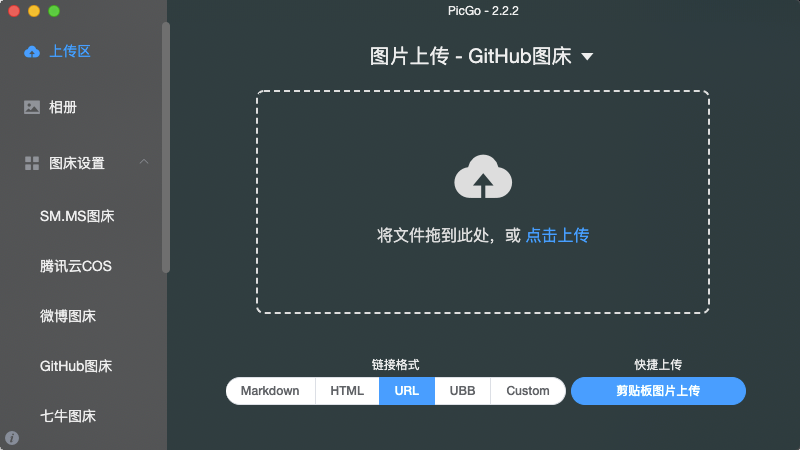 PicGo - 2.2.2
上传区
相册
图床设置
SM.MS图床
腾讯云COS
微博图床
GitHub图床
七牛图床
图片上传 - GitHub图床
将文件拖到此处，或 点击上传
链接格式
Markdown HTML URL UBB Custom
快捷上传
剪贴板图片上传